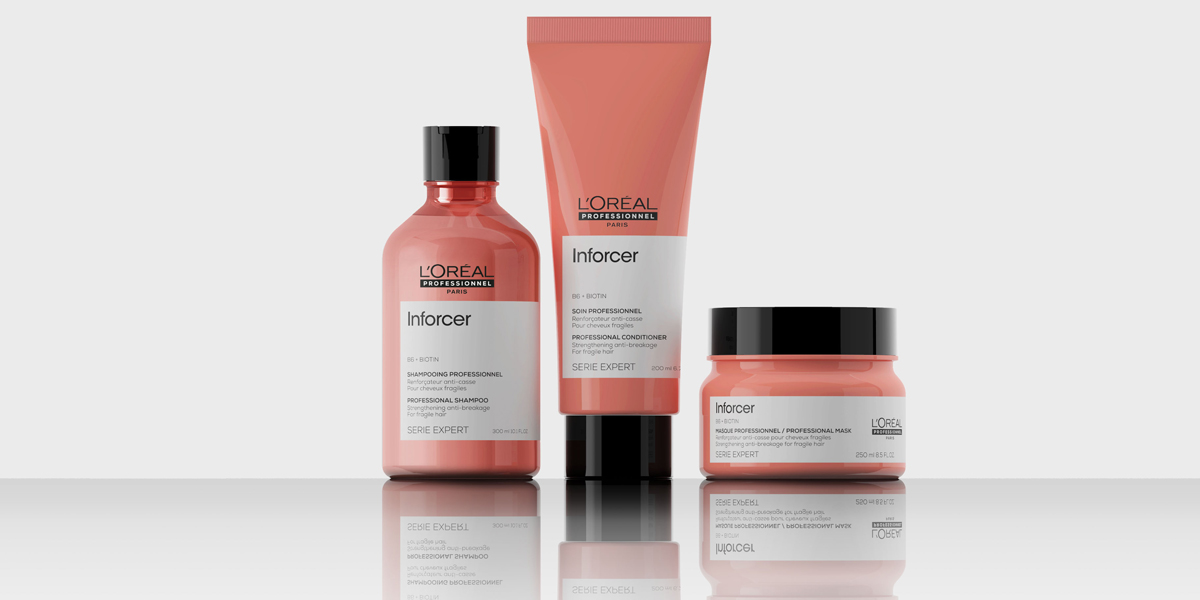 L'ORÉAL
PROFESSIONNEL
PARIS
Inforcer
B6 + BIOTIN
SHAMPOOING PROFESSIONNEL
Renforçateur anti-casse
Pour cheveux fragiles
PROFESSIONAL SHAMPOO
Strengthening anti-breakage
For fragile hair
SERIE EXPERT 300 ml 10.1 FL.OZ
L'ORÉAL
PROFESSIONNEL
PARIS
Inforcer
B6 + BIOTIN
SOIN PROFESSIONNEL
Renforçateur anti-casse
Pour cheveux fragiles
PROFESSIONAL CONDITIONER
Strengthening anti-breakage
For fragile hair
SERIE EXPERT 200 ml
Inforcer
B6 + BIOTIN
MASQUE PROFESSIONNEL / PROFESSIONAL MASK
Renforçateur anti-casse pour cheveux fragiles
Strengthening anti-breakage for fragile hair
SERIE EXPERT
L'ORÉAL
PROFESSIONNEL
PARIS
250 ml 8.5 FL.OZ